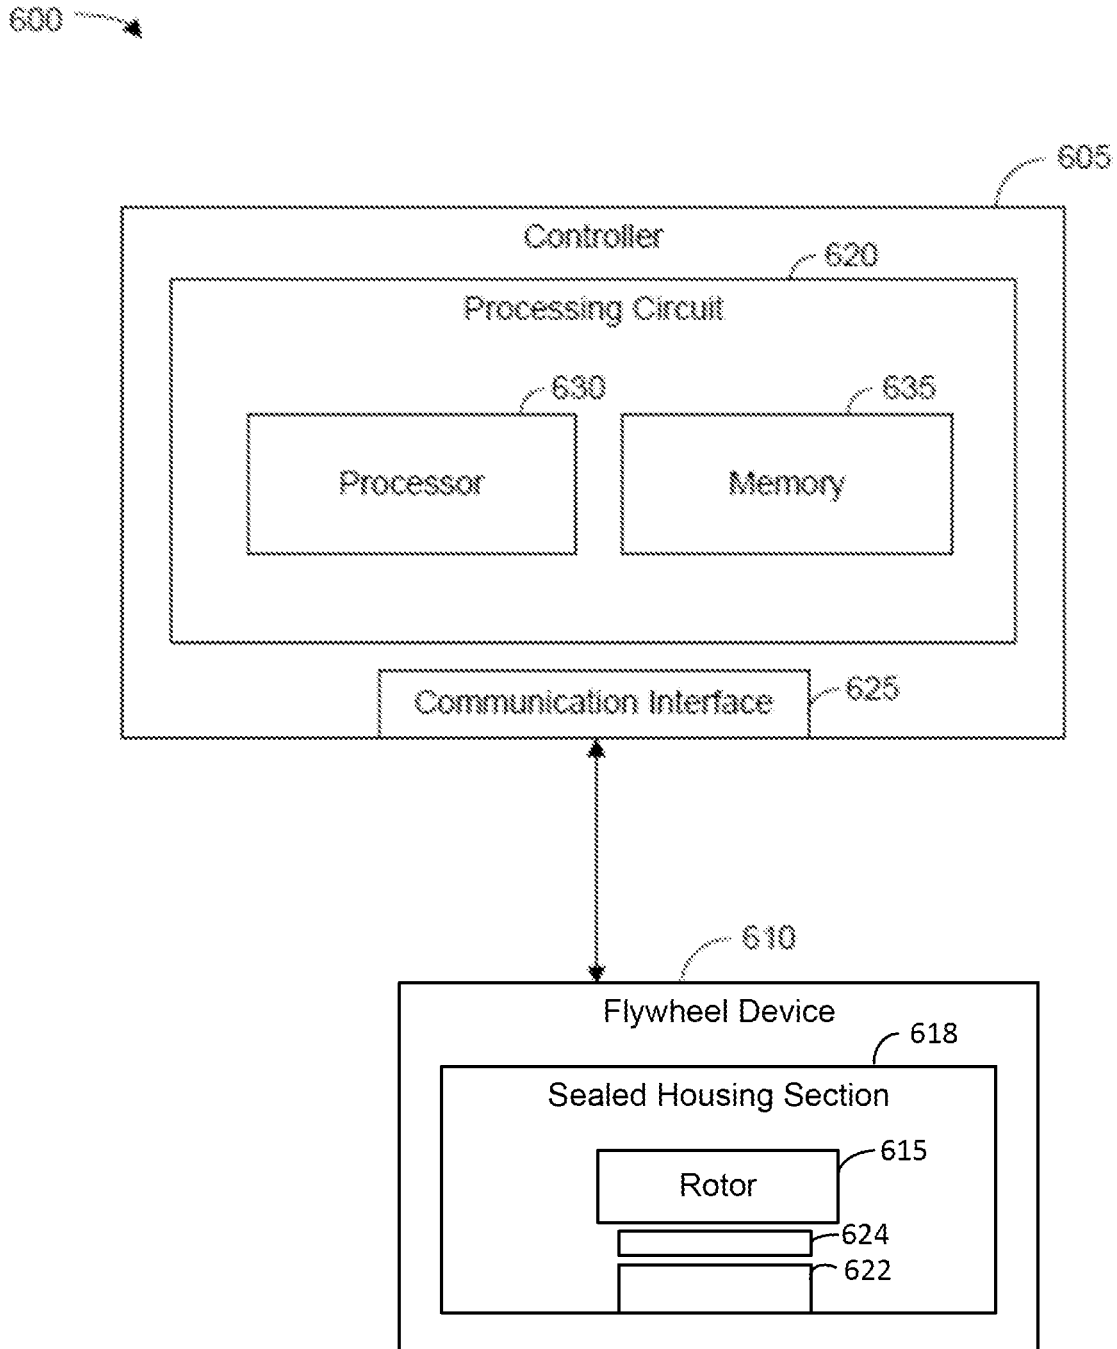 600
605
Controller
620
Processing Circuit
630
635
Processor
Memory
Communication Interface
625
610
Flywheel Device
618
Sealed Housing Section
615
Rotor
624
622